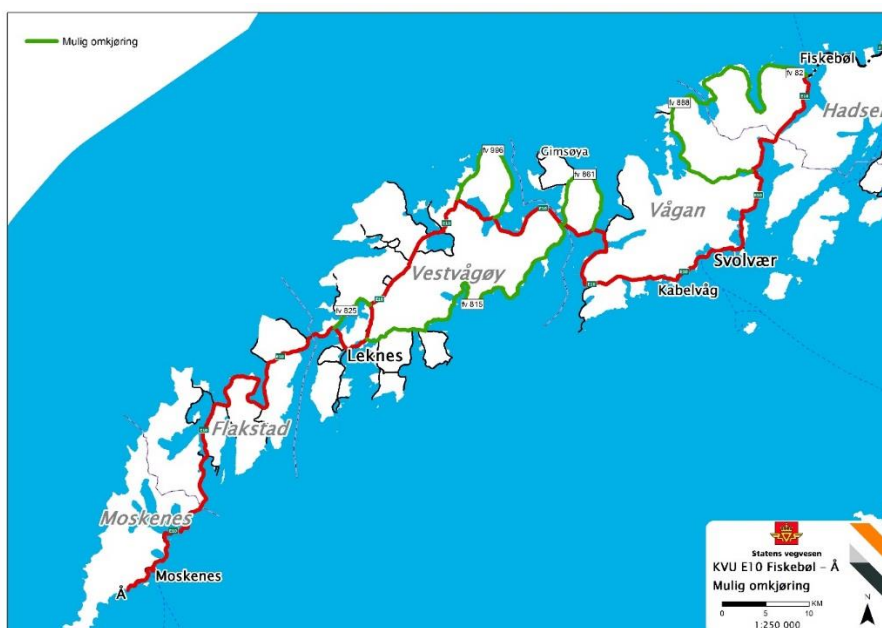 Mulig omkjøring
Fiskebøl
fv 82
Hadsel
fv 888
fv 996
Gimsøya
fv 861
Vågan
Vestvågøy
Svolvær
Kabelvåg
fv 815
fv 825
Leknes
Flakstad
Moskenes
Moskenes
Å
Statens vegvesen
KVU E10 Fiskebøl – Å
Mulig omkjøring
N
KM
0 5 10
1:250 000